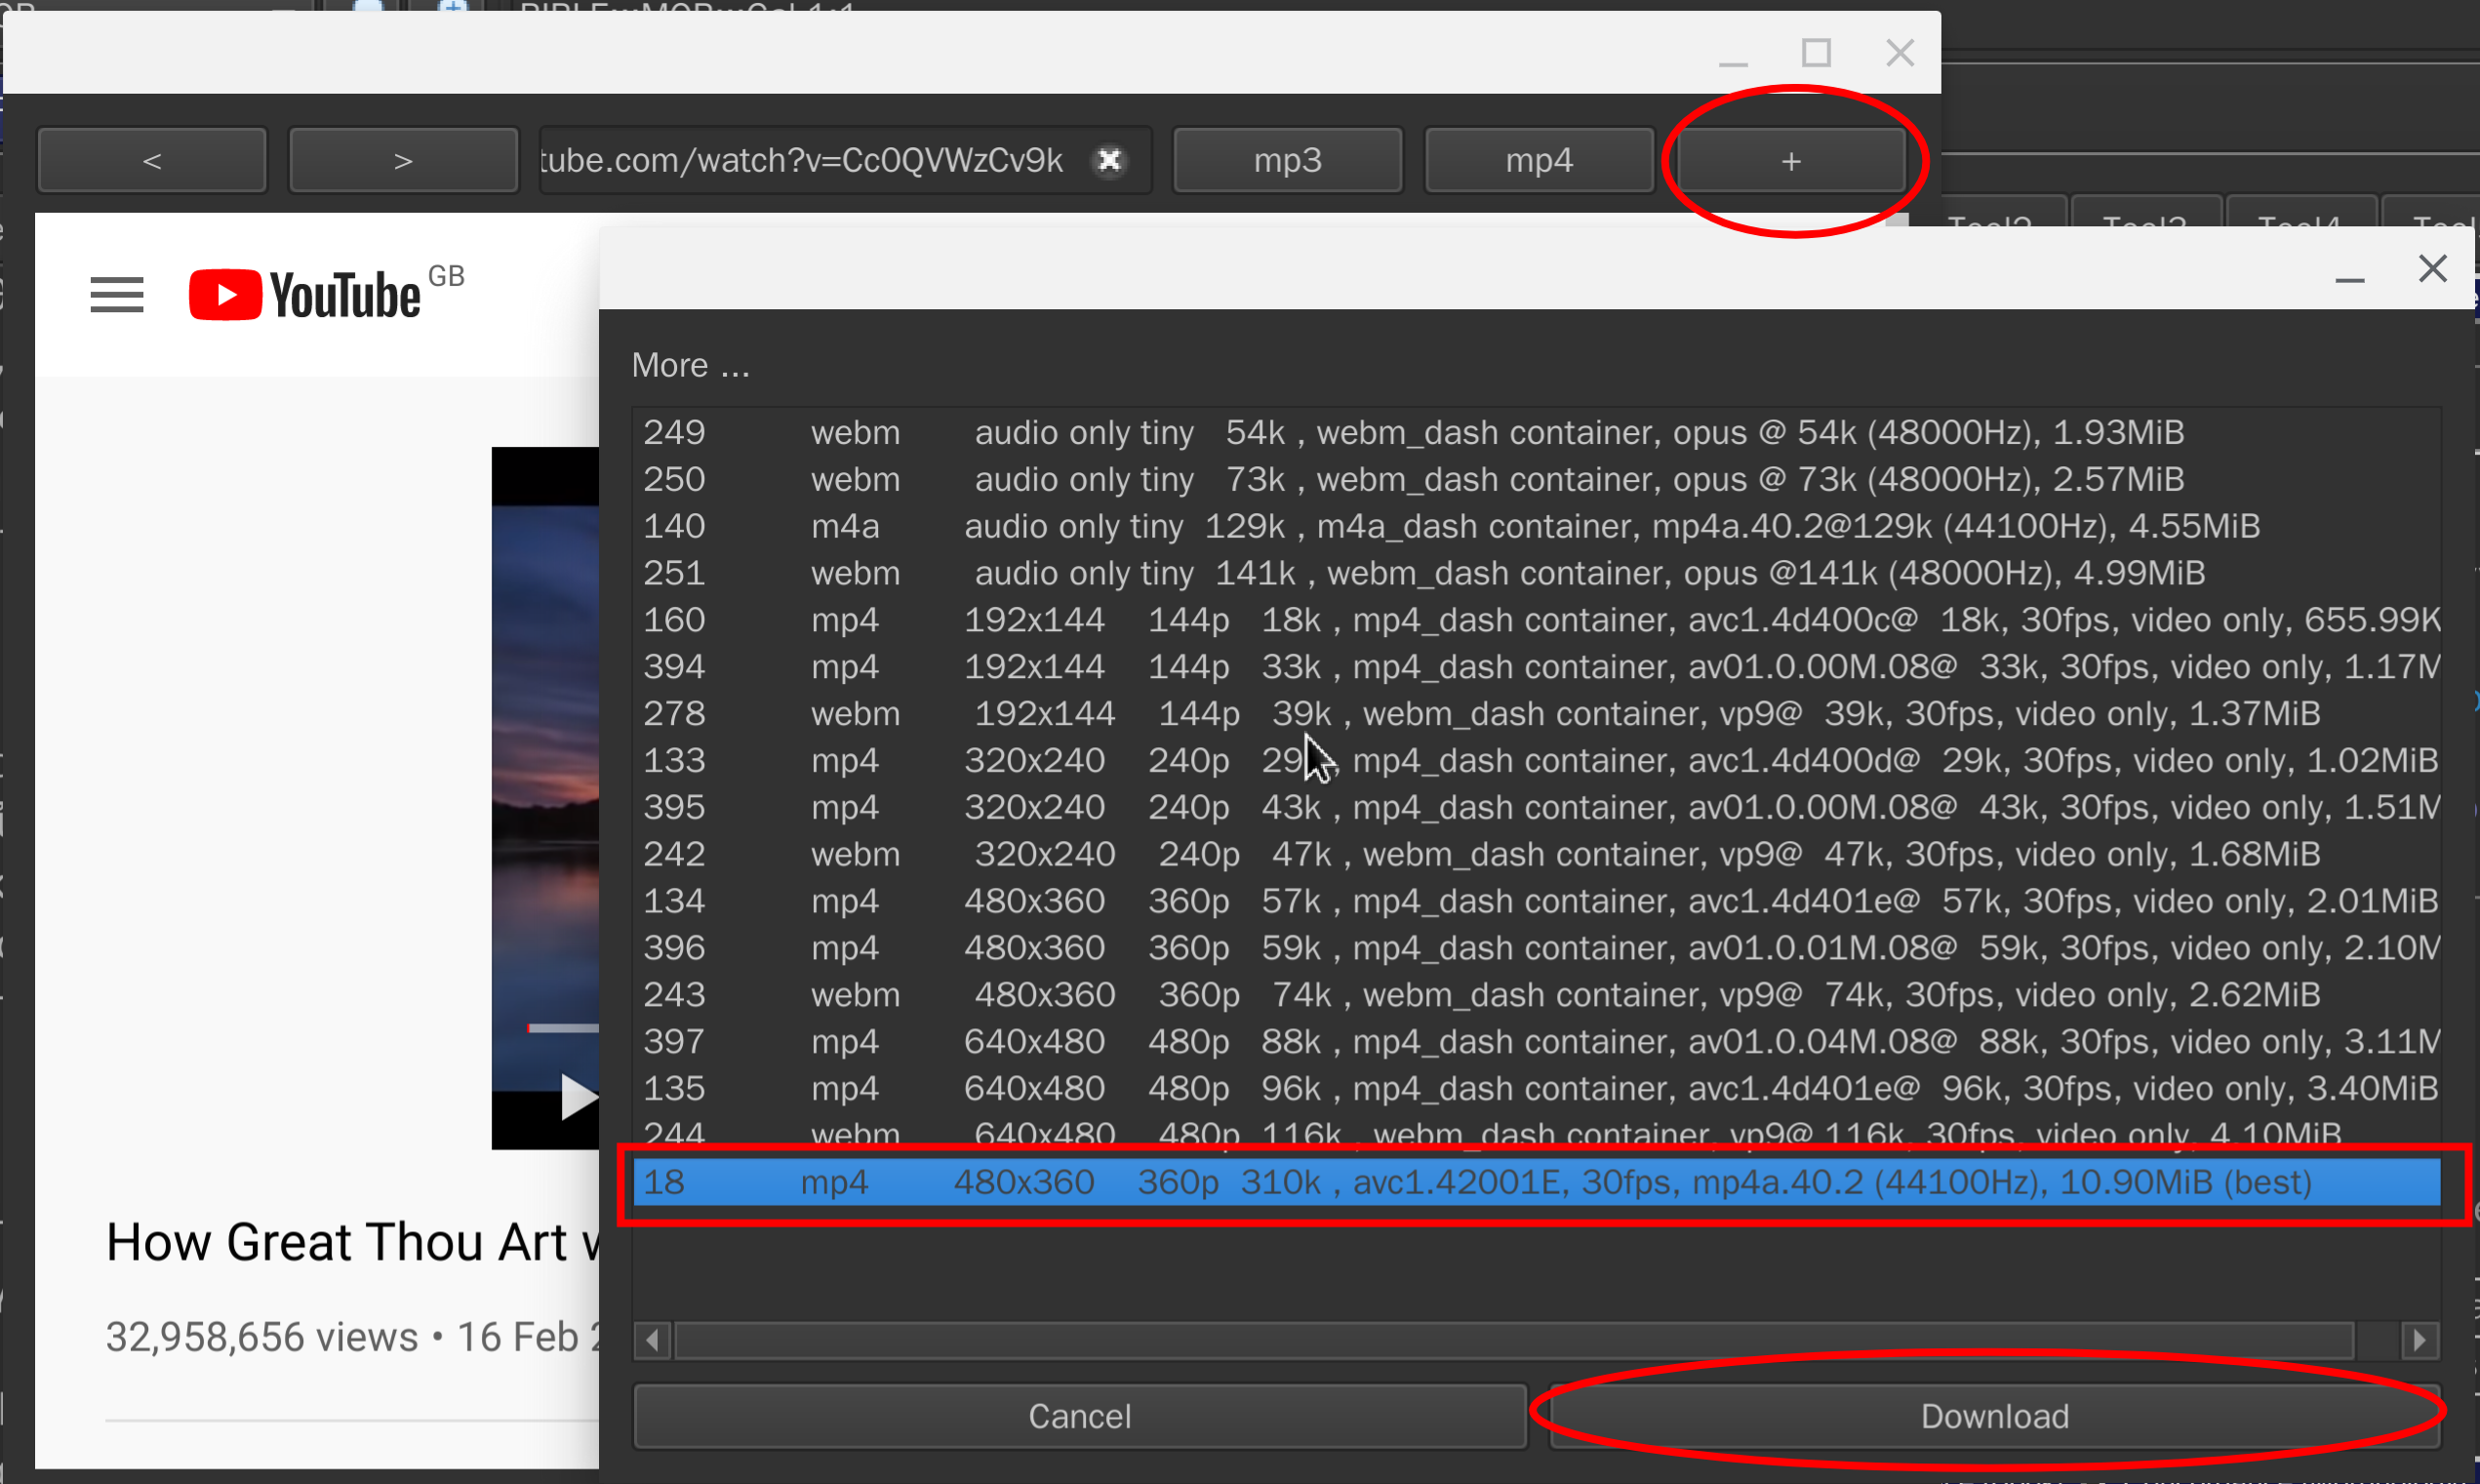 < > tube.com/watch?v=Cc0QVWzCv9k mp3 mp4 +
YouTube GB
More ...
249 webm audio only tiny 54k , webm_dash container, opus @ 54k (48000Hz), 1.93MiB
250 webm audio only tiny 73k , webm_dash container, opus @ 73k (48000Hz), 2.57MiB
140 m4a audio only tiny 129k , m4a_dash container, mp4a.40.2@129k (44100Hz), 4.55MiB
251 webm audio only tiny 141k , webm_dash container, opus @141k (48000Hz), 4.99MiB
160 mp4 192x144 144p 18k , mp4_dash container, avc1.4d400c@ 18k, 30fps, video only, 655.99K
394 mp4 192x144 144p 33k , mp4_dash container, av01.0.00M.08@ 33k, 30fps, video only, 1.17M
278 webm 192x144 144p 39k , webm_dash container, vp9@ 39k, 30fps, video only, 1.37MiB
133 mp4 320x240 240p 29 , mp4_dash container, avc1.4d400d@ 29k, 30fps, video only, 1.02MiB
395 mp4 320x240 240p 43k , mp4_dash container, av01.0.00M.08@ 43k, 30fps, video only, 1.51M
242 webm 320x240 240p 47k , webm_dash container, vp9@ 47k, 30fps, video only, 1.68MiB
134 mp4 480x360 360p 57k , mp4_dash container, avc1.4d401e@ 57k, 30fps, video only, 2.01MiB
396 mp4 480x360 360p 59k , mp4_dash container, av01.0.01M.08@ 59k, 30fps, video only, 2.10M
243 webm 480x360 360p 74k , webm_dash container, vp9@ 74k, 30fps, video only, 2.62MiB
397 mp4 640x480 480p 88k , mp4_dash container, av01.0.04M.08@ 88k, 30fps, video only, 3.11M
135 mp4 640x480 480p 96k , mp4_dash container, avc1.4d401e@ 96k, 30fps, video only, 3.40MiB
244 webm 640x480 480p 116k , webm_dash container, vp9@ 116k, 30fps, video only, 4.10MiB
18 mp4 480x360 360p 310k , avc1.42001E, 30fps, mp4a.40.2 (44100Hz), 10.90MiB (best)
How Great Thou Art
32,958,656 views • 16 Feb
Cancel Download